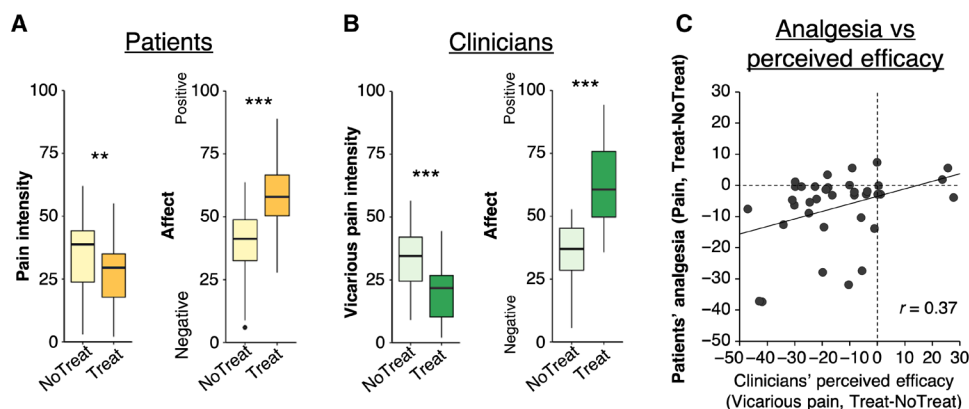 A
Patients
Pain intensity
100
75
50
25
0
**
NoTreat
Treat
Affect
Positive
Negative
100
75
50
25
0
***
NoTreat
Treat
B
Clinicians
Vicarious pain intensity
100
75
50
25
0
***
NoTreat
Treat
Affect
Positive
Negative
100
75
50
25
0
***
NoTreat
Treat
C
Analgesia vs
perceived efficacy
Patients’ analgesia (Pain, Treat-NoTreat)
30
20
10
0
−10
−20
−30
−40
−50
r = 0.37
−50 −40 −30 −20 −10 0 10 20 30
Clinicians’ perceived efficacy
(Vicarious pain, Treat-NoTreat)